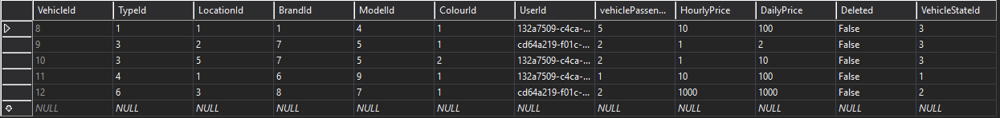 VehicleId TypeId LocationId BrandId ModelId ColourId UserId vehiclePassen... HourlyPrice DailyPrice Deleted VehicleStateId
8 1 1 1 4 1 132a7509-c4ca-... 5 10 100 False 3
9 3 2 7 5 1 cd64a219-f01c-... 2 1 2 False 3
10 3 5 7 5 2 132a7509-c4ca-... 2 1 10 False 3
11 4 1 6 9 1 132a7509-c4ca-... 1 10 100 False 1
12 6 3 8 7 1 cd64a219-f01c-... 2 1000 1000 False 2
NULL NULL NULL NULL NULL NULL NULL NULL NULL NULL NULL NULL